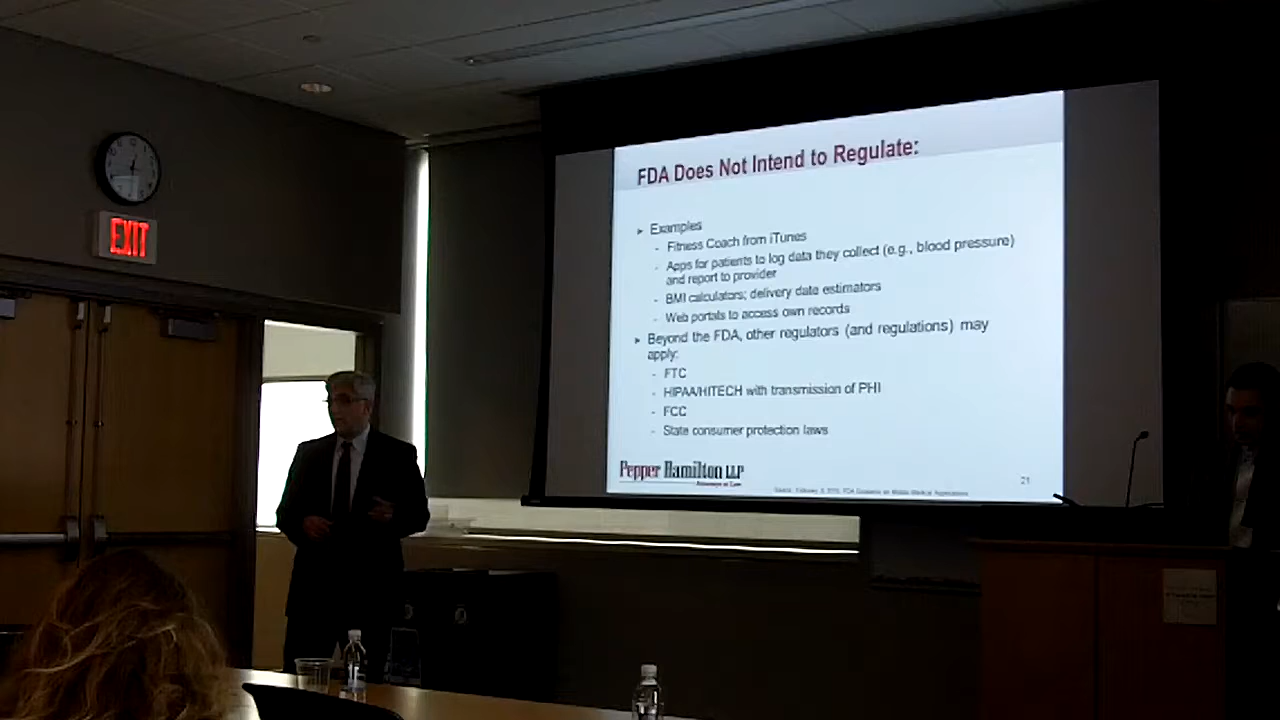 EXIT
FDA Does Not Intend to Regulate:
Examples
- Fitness Coach from iTunes
- Apps for patients to log data they collect (e.g., blood pressure)
and report to provider
- BMI calculators; delivery date estimators
- Web portals to access own records
Beyond the FDA, other regulators (and regulations) may
apply:
- FTC
- HIPAA/HITECH with transmission of PHI
- FCC
- State consumer protection laws
Pepper Hamilton LLP
Attorneys at Law
21